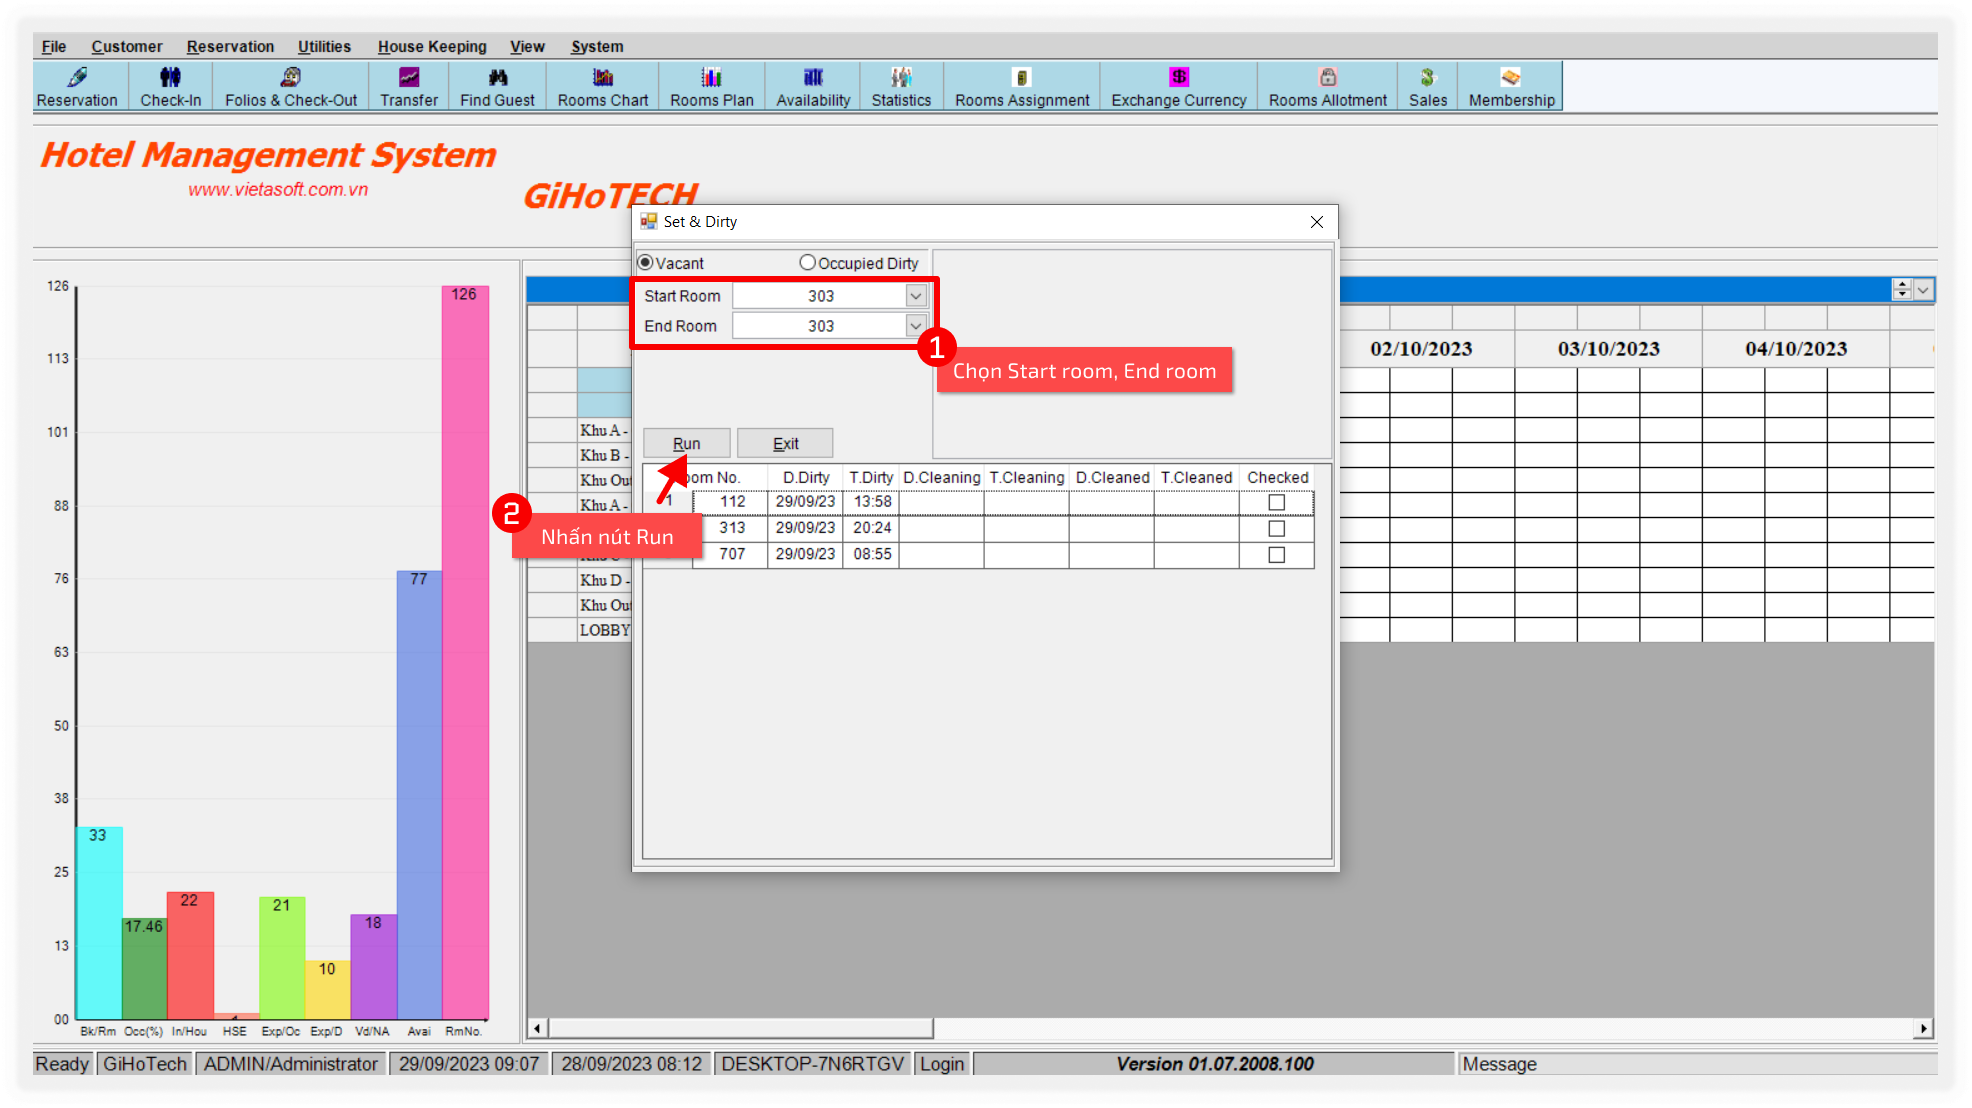 File Customer Reservation Utilities House Keeping View System
Reservation Check-In Folios & Check-Out Transfer Find Guest Rooms Chart Rooms Plan Availability Statistics Rooms Assignment Exchange Currency Rooms Allotment Sales Membership
Hotel Management System
www.vietasoft.com.vn
GiHoTECH
Set & Dirty
Vacant Occupied Dirty
Start Room 303
End Room 303
1
Chọn Start room, End room
Run Exit
Room No. D.Dirty T.Dirty D.Cleaning T.Cleaning D.Cleaned T.Cleaned Checked
1 112 29/09/23 13:58
313 29/09/23 20:24
707 29/09/23 08:55
2
Nhấn nút Run
02/10/2023 03/10/2023 04/10/2023
Khu A -
Khu B -
Khu Out
Khu A -
Khu D -
Khu Out
LOBBY
126
113
101
88
76
63
50
38
25
13
00
33 17.46 22 21 10 18 77 126
Bk/Rm Occ(%) In/Hou HSE Exp/Oc Exp/D Vd/NA Avai RmNo.
Ready GiHoTech ADMIN/Administrator 29/09/2023 09:07 28/09/2023 08:12 DESKTOP-7N6RTGV Login Version 01.07.2008.100 Message